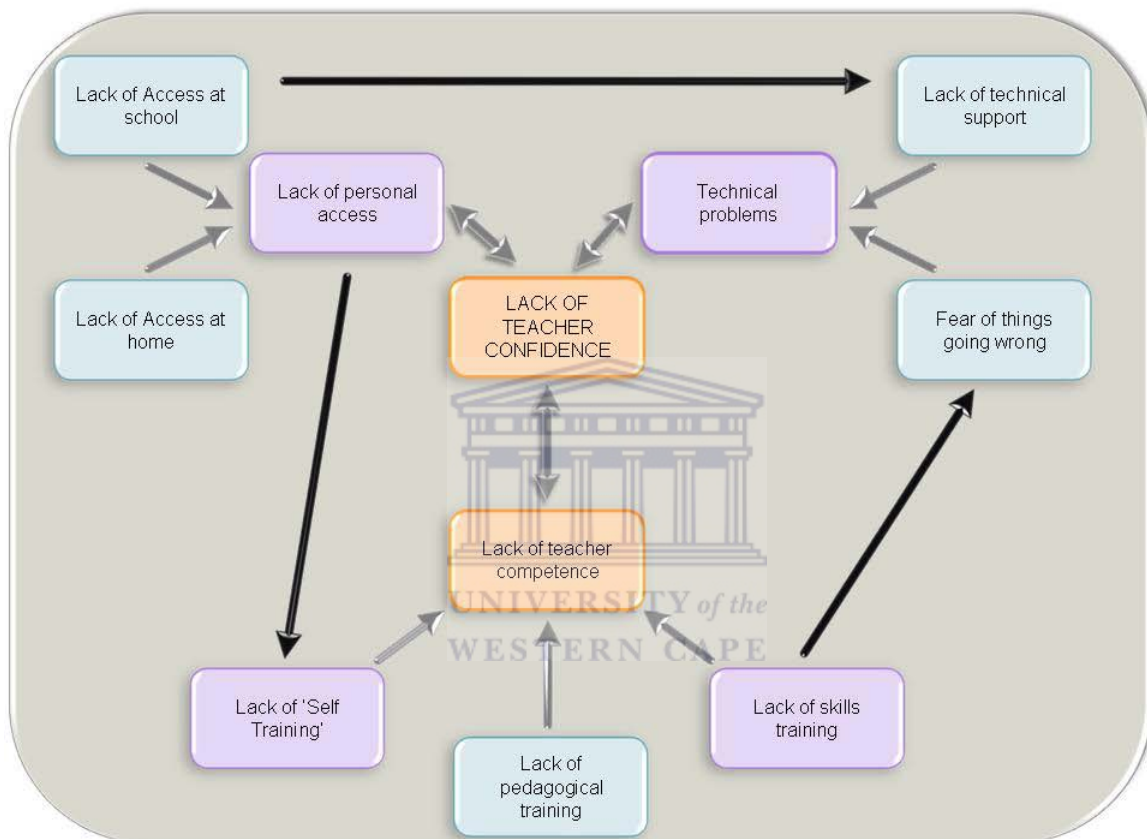 Lack of Access at
school
Lack of technical
support
Lack of personal
access
Technical
problems
Lack of Access at
home
LACK OF
TEACHER
CONFIDENCE
Fear of things
going wrong
Lack of teacher
competence
UNIVERSITY of the
WESTERN CAPE
Lack of 'Self
Training'
Lack of skills
training
Lack of
pedagogical
training